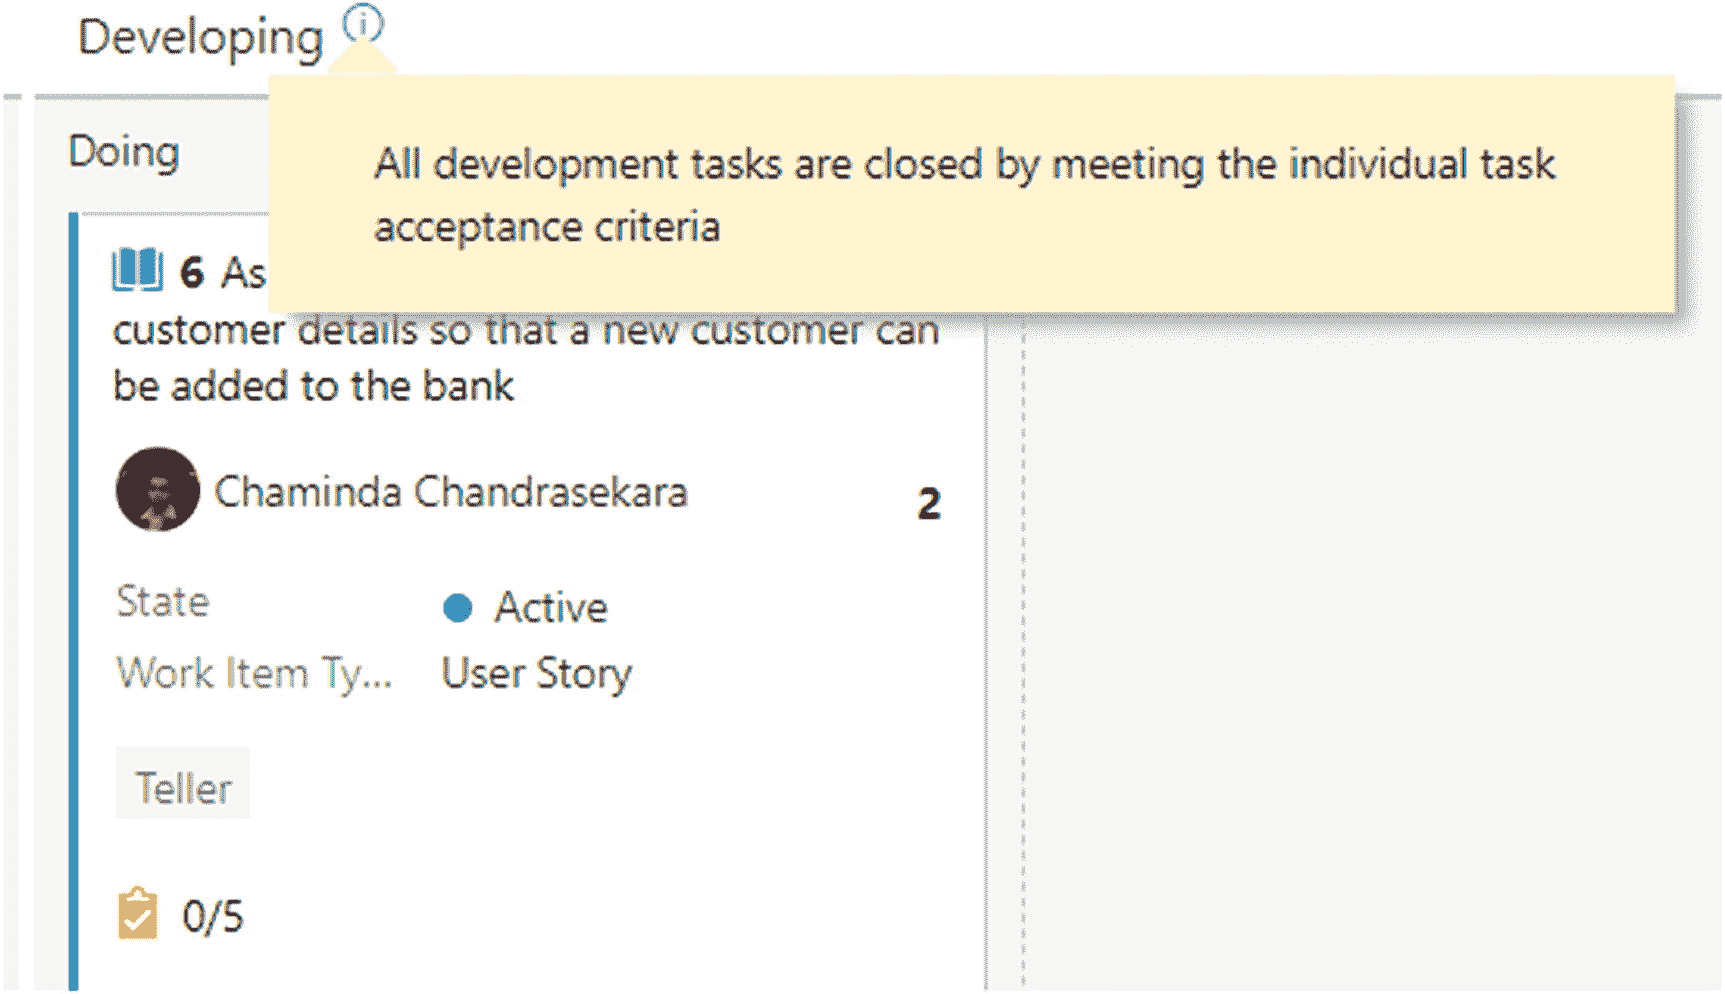 Developing
Doing
All development tasks are closed by meeting the individual task
acceptance criteria
6 As
customer details so that a new customer can
be added to the bank
Chaminda Chandrasekara
2
State Active
Work Item Ty... User Story
Teller
0/5